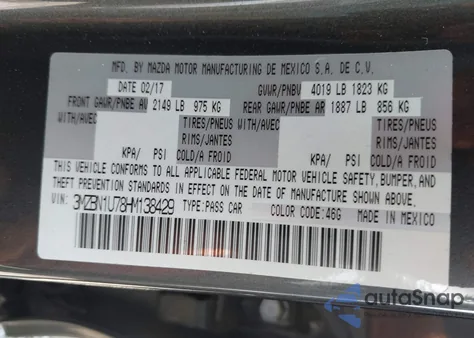 MFD. BY MAZDA MOTOR MANUFACTURING DE MEXICO S.A. DE C.V.
DATE 02/17 GVWR/PNBV 4019 LB 1823 KG
FRONT GAWR/PNBE AV 2149 LB 975 KG REAR GAWR/PNBE AR 1887 LB 856 KG
WITH/AVEC TIRES/PNEUS WITH/AVEC TIRES/PNEUS
RIMS/JANTES RIMS/JANTES
KPA/ PSI COLD/A FROID KPA/ PSI COLD/A FROID
THIS VEHICLE CONFORMS TO ALL APPLICABLE FEDERAL MOTOR VEHICLE SAFETY, BUMPER, AND
THEFT PREVENTION STANDARDS IN EFFECT ON THE DATE OF MANUFACTURE SHOWN ABOVE.
VIN: 3MZBN1U78HM138429 TYPE: PASS CAR COLOR CODE: 46G MADE IN MEXICO
autoSnap